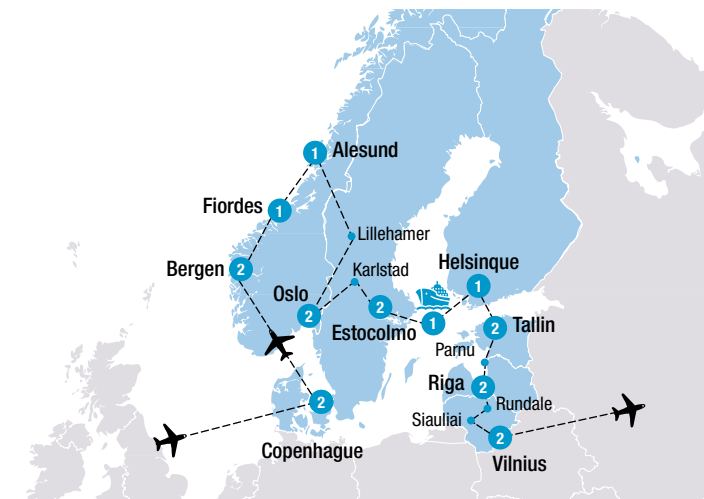 1 Alesund
Fiordes 1
Lillehamer
Bergen 2
Karlstad
Helsinque
1
Oslo
2
2
Estocolmo
1
2 Tallin
Parnu
Riga 2
Rundale
Siauliai
2
Copenhague
2
Vilnius